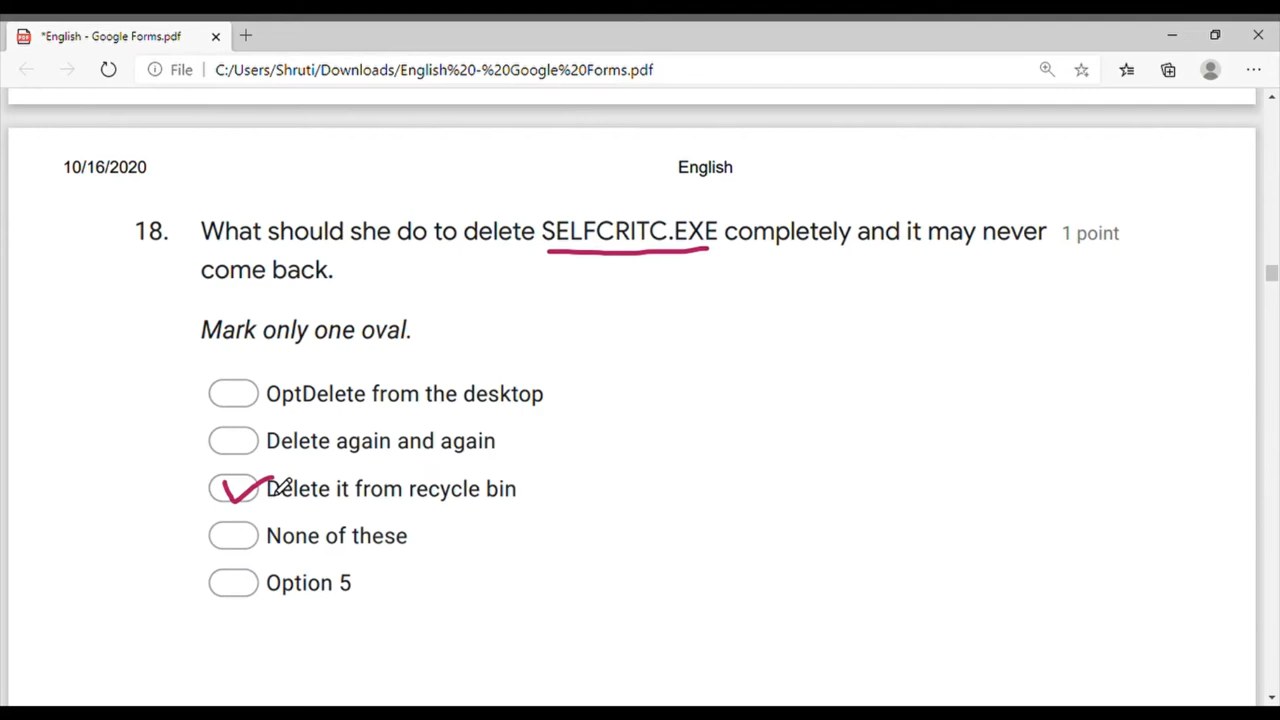 *English - Google Forms.pdf
File | C:/Users/Shruti/Downloads/English%20-%20Google%20Forms.pdf
10/16/2020 English
18. What should she do to delete SELFCRITC.EXE completely and it may never 1 point
come back.
Mark only one oval.
OptDelete from the desktop
Delete again and again
Delete it from recycle bin
None of these
Option 5